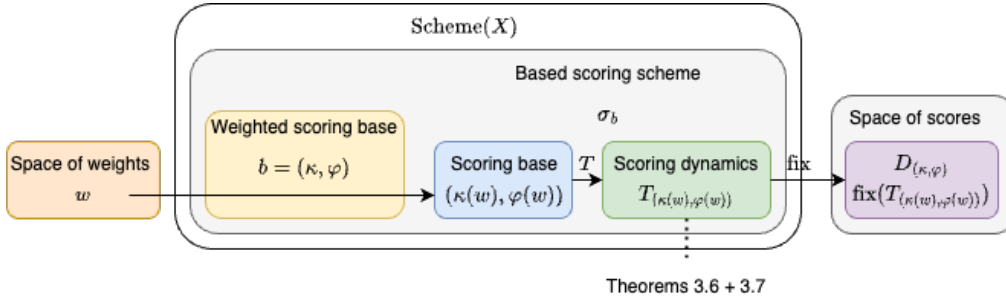 Scheme(X)
Based scoring scheme
σ_b
Space of weights
w
Weighted scoring base
b = (κ, φ)
Scoring base
(κ(w), φ(w))
T
Scoring dynamics
T_{(κ(w),φ(w))}
fix
Space of scores
D_{(κ,φ)}
fix(T_{(κ(w),φ(w))})
Theorems 3.6 + 3.7